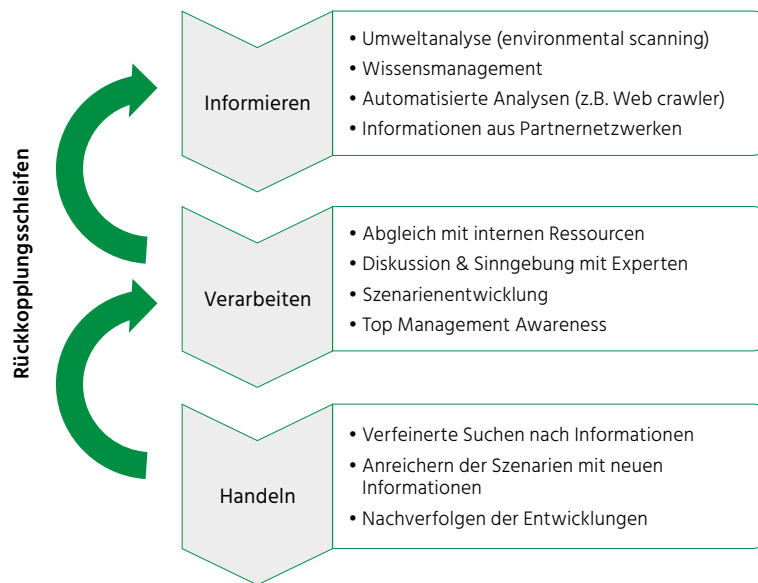 Rückkopplungsschleifen
Informieren
• Umweltanalyse (environmental scanning)
• Wissensmanagement
• Automatisierte Analysen (z.B. Web crawler)
• Informationen aus Partnernetzwerken
Verarbeiten
• Abgleich mit internen Ressourcen
• Diskussion & Sinngebung mit Experten
• Szenarienentwicklung
• Top Management Awareness
Handeln
• Verfeinerte Suchen nach Informationen
• Anreichern der Szenarien mit neuen
Informationen
• Nachverfolgen der Entwicklungen